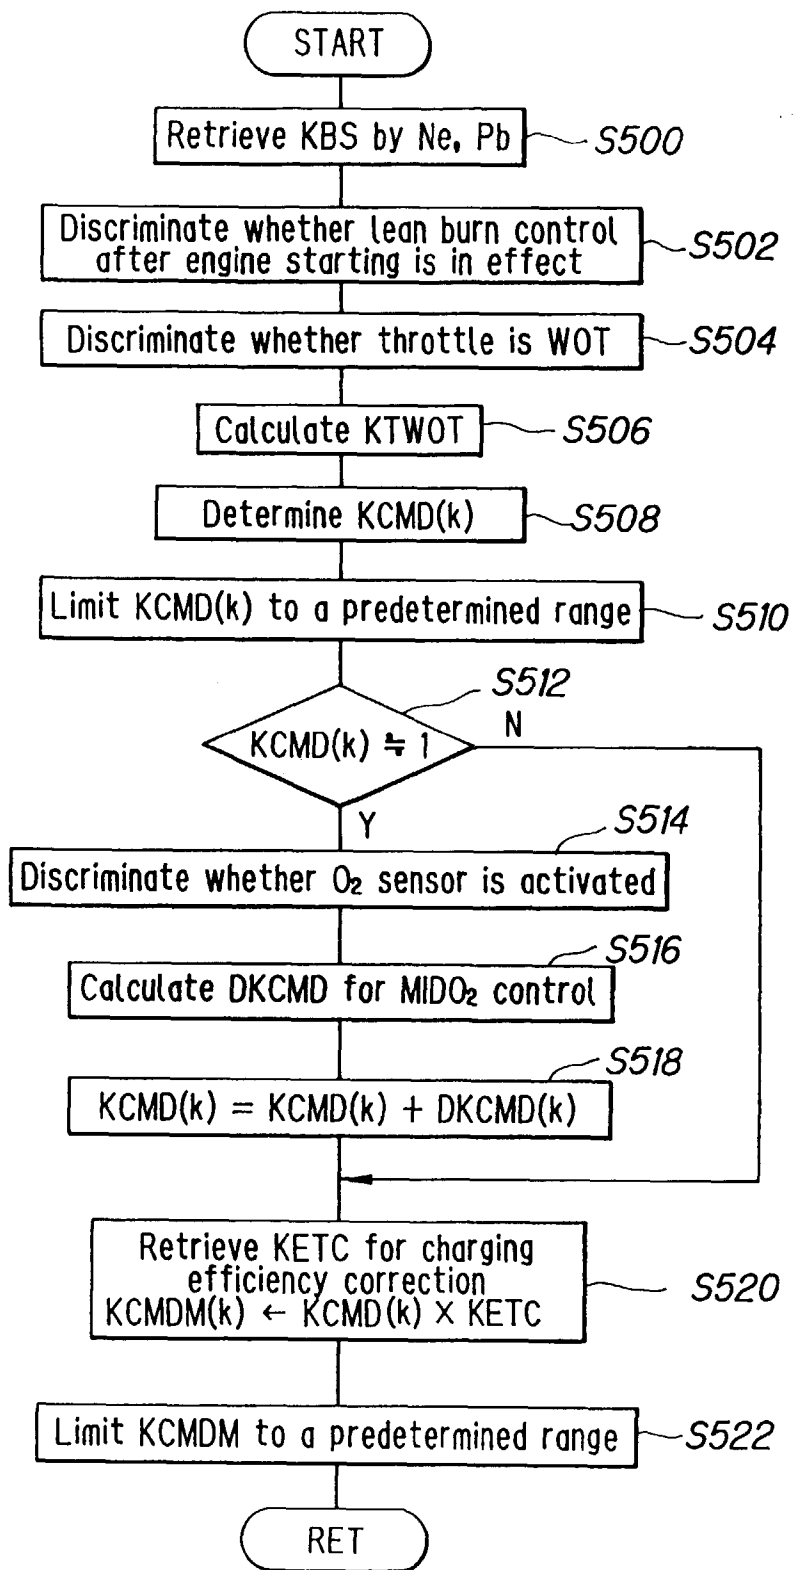 START
Retrieve KBS by Ne, Pb
S500
Discriminate whether lean burn control
after engine starting is in effect
S502
Discriminate whether throttle is WOT
S504
Calculate KTWOT
S506
Determine KCMD(k)
S508
Limit KCMD(k) to a predetermined range
S510
S512
KCMD(k) ≒ 1
N
Y
S514
Discriminate whether O₂ sensor is activated
S516
Calculate DKCMD for MIDO₂ control
S518
KCMD(k) = KCMD(k) + DKCMD(k)
Retrieve KETC for charging
efficiency correction
KCMDM(k) ← KCMD(k) X KETC
S520
Limit KCMDM to a predetermined range
S522
RET